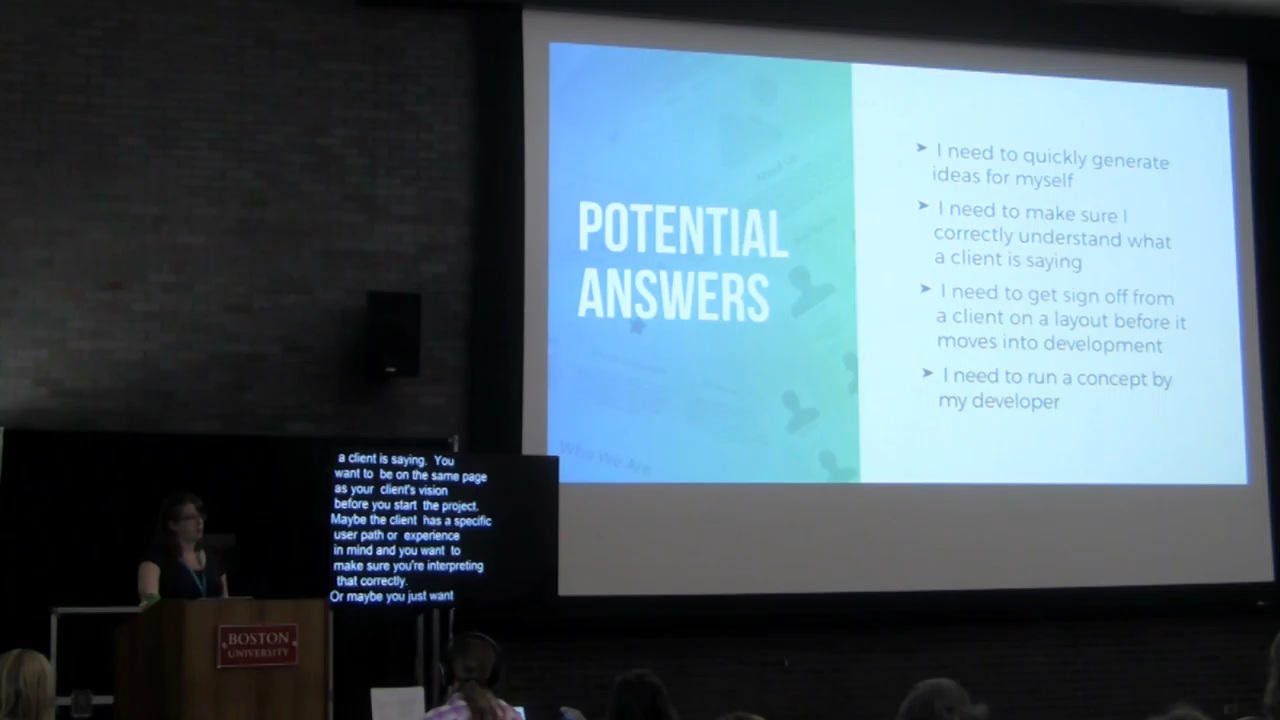 POTENTIAL
ANSWERS
➤ I need to quickly generate
ideas for myself
➤ I need to make sure I
correctly understand what
a client is saying
➤ I need to get sign off from
a client on a layout before it
moves into development
➤ I need to run a concept by
my developer
Who We Are
a client is saying. You
want to be on the same page
as your client's vision
before you start the project.
Maybe the client has a specific
user path or experience
in mind and you want to
make sure you're interpreting
that correctly.
Or maybe you just want
BOSTON
UNIVERSITY